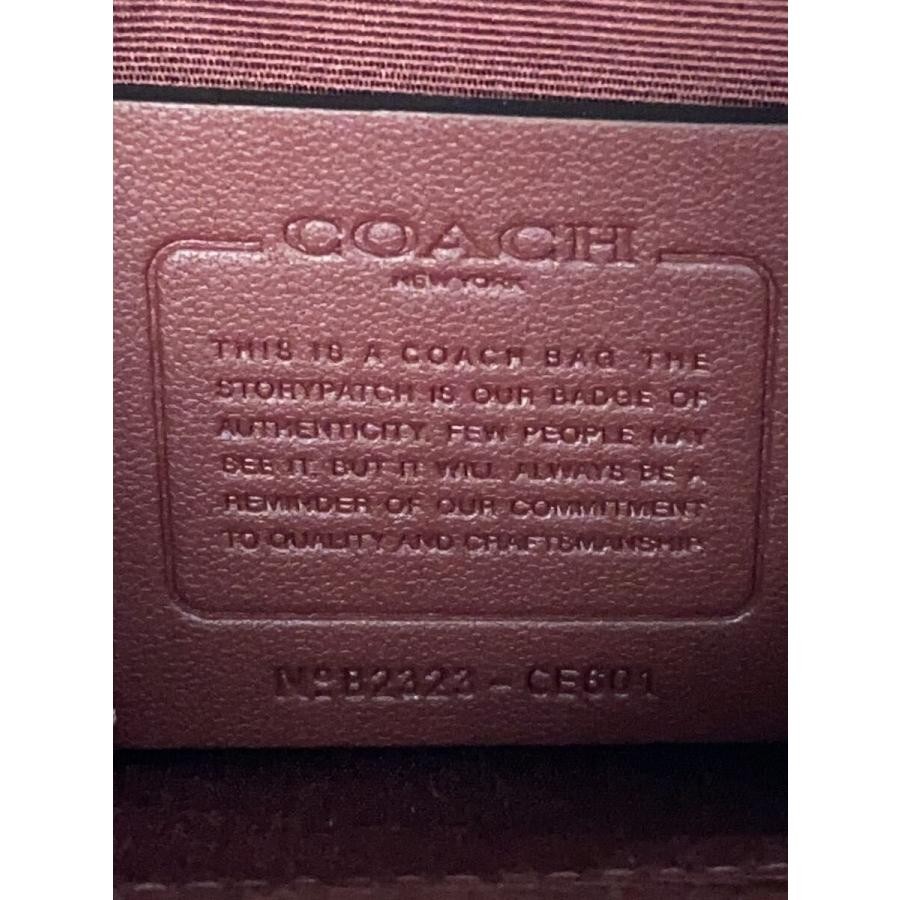 COACH
NEW YORK
THIS IS A COACH BAG. THE
STORYPATCH IS OUR BADGE OF
AUTHENTICITY. FEW PEOPLE MAY
SEE IT. BUT IT WILL ALWAYS BE A
REMINDER OF OUR COMMITMENT
TO QUALITY AND CRAFTSMANSHIP.
Nº B2323 - CE601